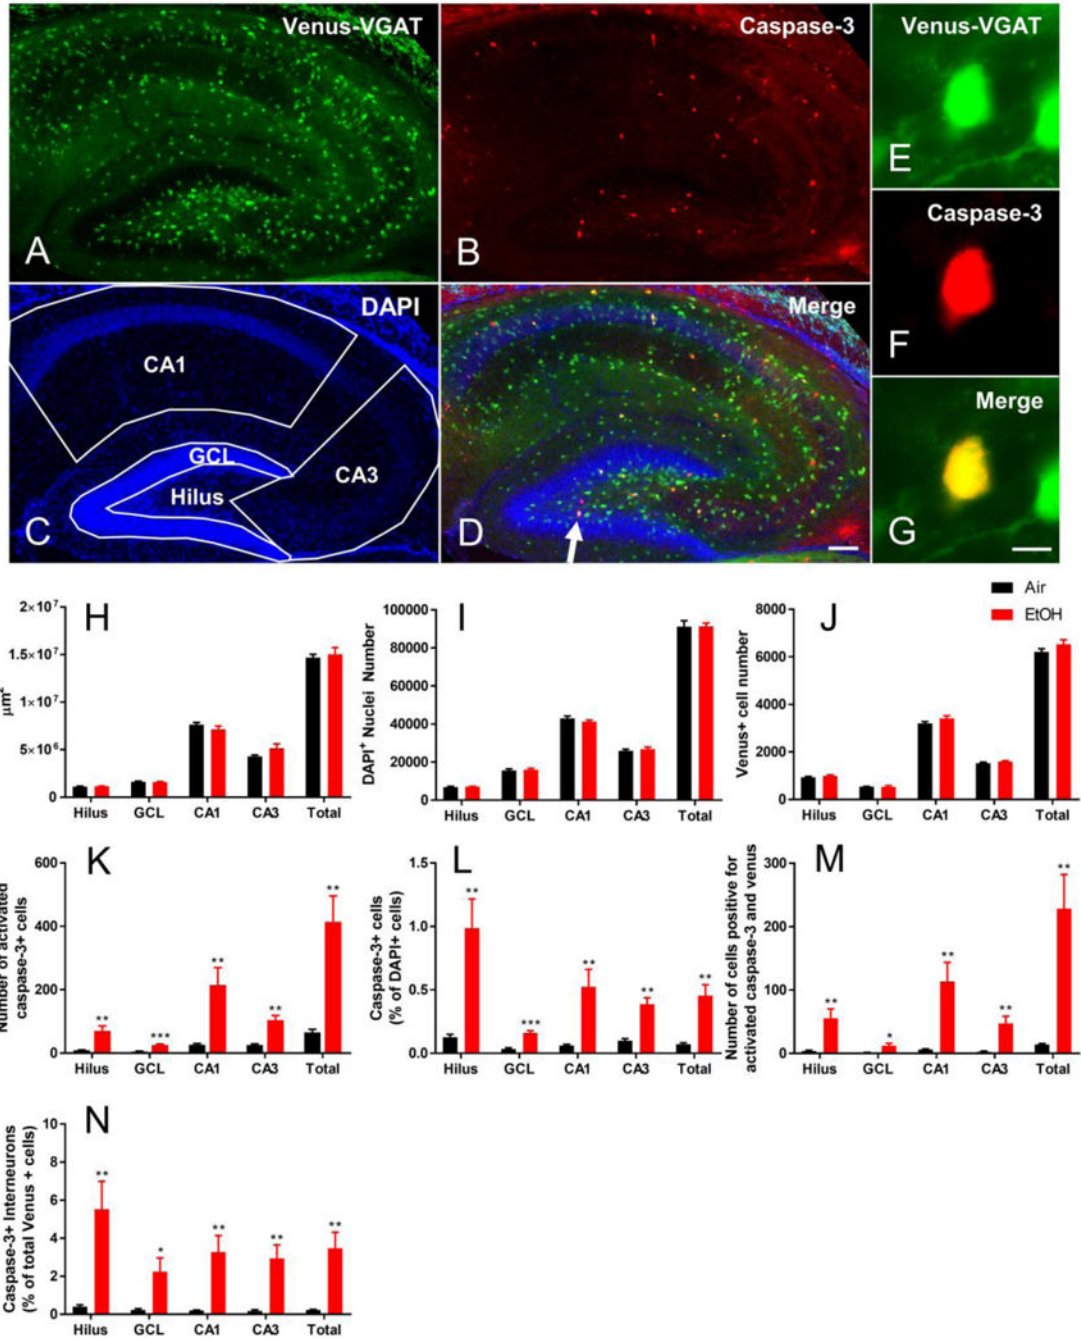 Venus-VGAT
A
Caspase-3
B
Venus-VGAT
E
Caspase-3
F
DAPI
CA1
GCL
Hilus
CA3
C
Merge
D
Merge
G
Air
EtOH
H
2×10⁷
1.5×10⁷
1×10⁷
5×10⁶
0
μm²
Hilus GCL CA1 CA3 Total
I
100000
80000
60000
40000
20000
0
DAPI⁺ Nuclei Number
Hilus GCL CA1 CA3 Total
J
8000
6000
4000
2000
0
Venus+ cell number
Hilus GCL CA1 CA3 Total
K
600
400
200
0
Number of activated
caspase-3+ cells
** *** ** ** **
Hilus GCL CA1 CA3 Total
L
1.5
1.0
0.5
0.0
Caspase-3+ cells
(% of DAPI+ cells)
** *** ** ** **
Hilus GCL CA1 CA3 Total
M
300
200
100
0
Number of cells positive for
activated caspase-3 and venus
** * ** ** **
Hilus GCL CA1 CA3 Total
N
10
8
6
4
2
0
Caspase-3+ Interneurons
(% of total Venus + cells)
** * ** ** **
Hilus GCL CA1 CA3 Total